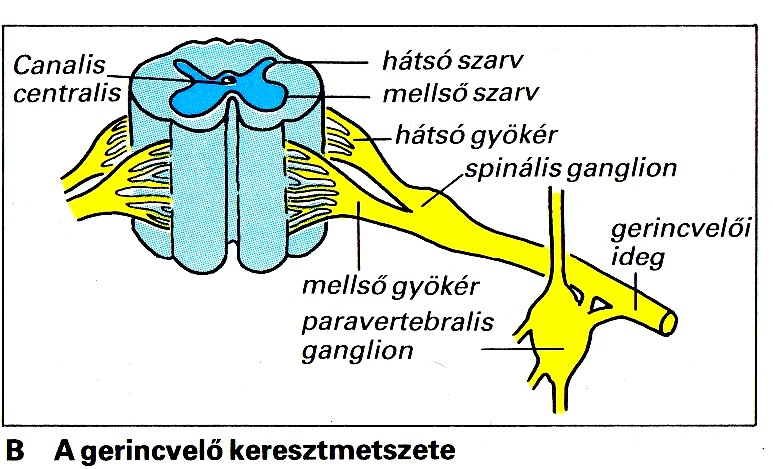 Canalis
centralis
hátsó szarv
mellső szarv
hátsó gyökér
spinális ganglion
gerincvelői
ideg
mellső gyökér
paravertebralis
ganglion
B A gerincvelő keresztmetszete